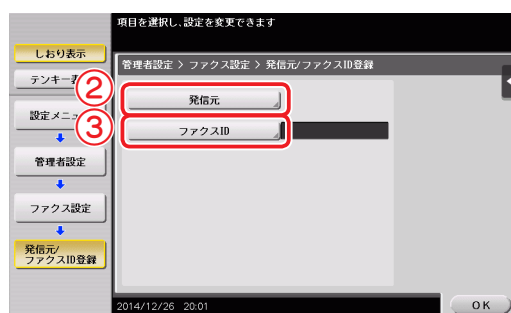 項目を選択し、設定を変更できます
しおり表示
管理者設定 > ファクス設定 > 発信元/ファクスID登録
テンキー
②
発信元
設定メニュ
③
ファクスID
管理者設定
ファクス設定
発信元/
ファクスID登録
2014/12/26 20:01
OK